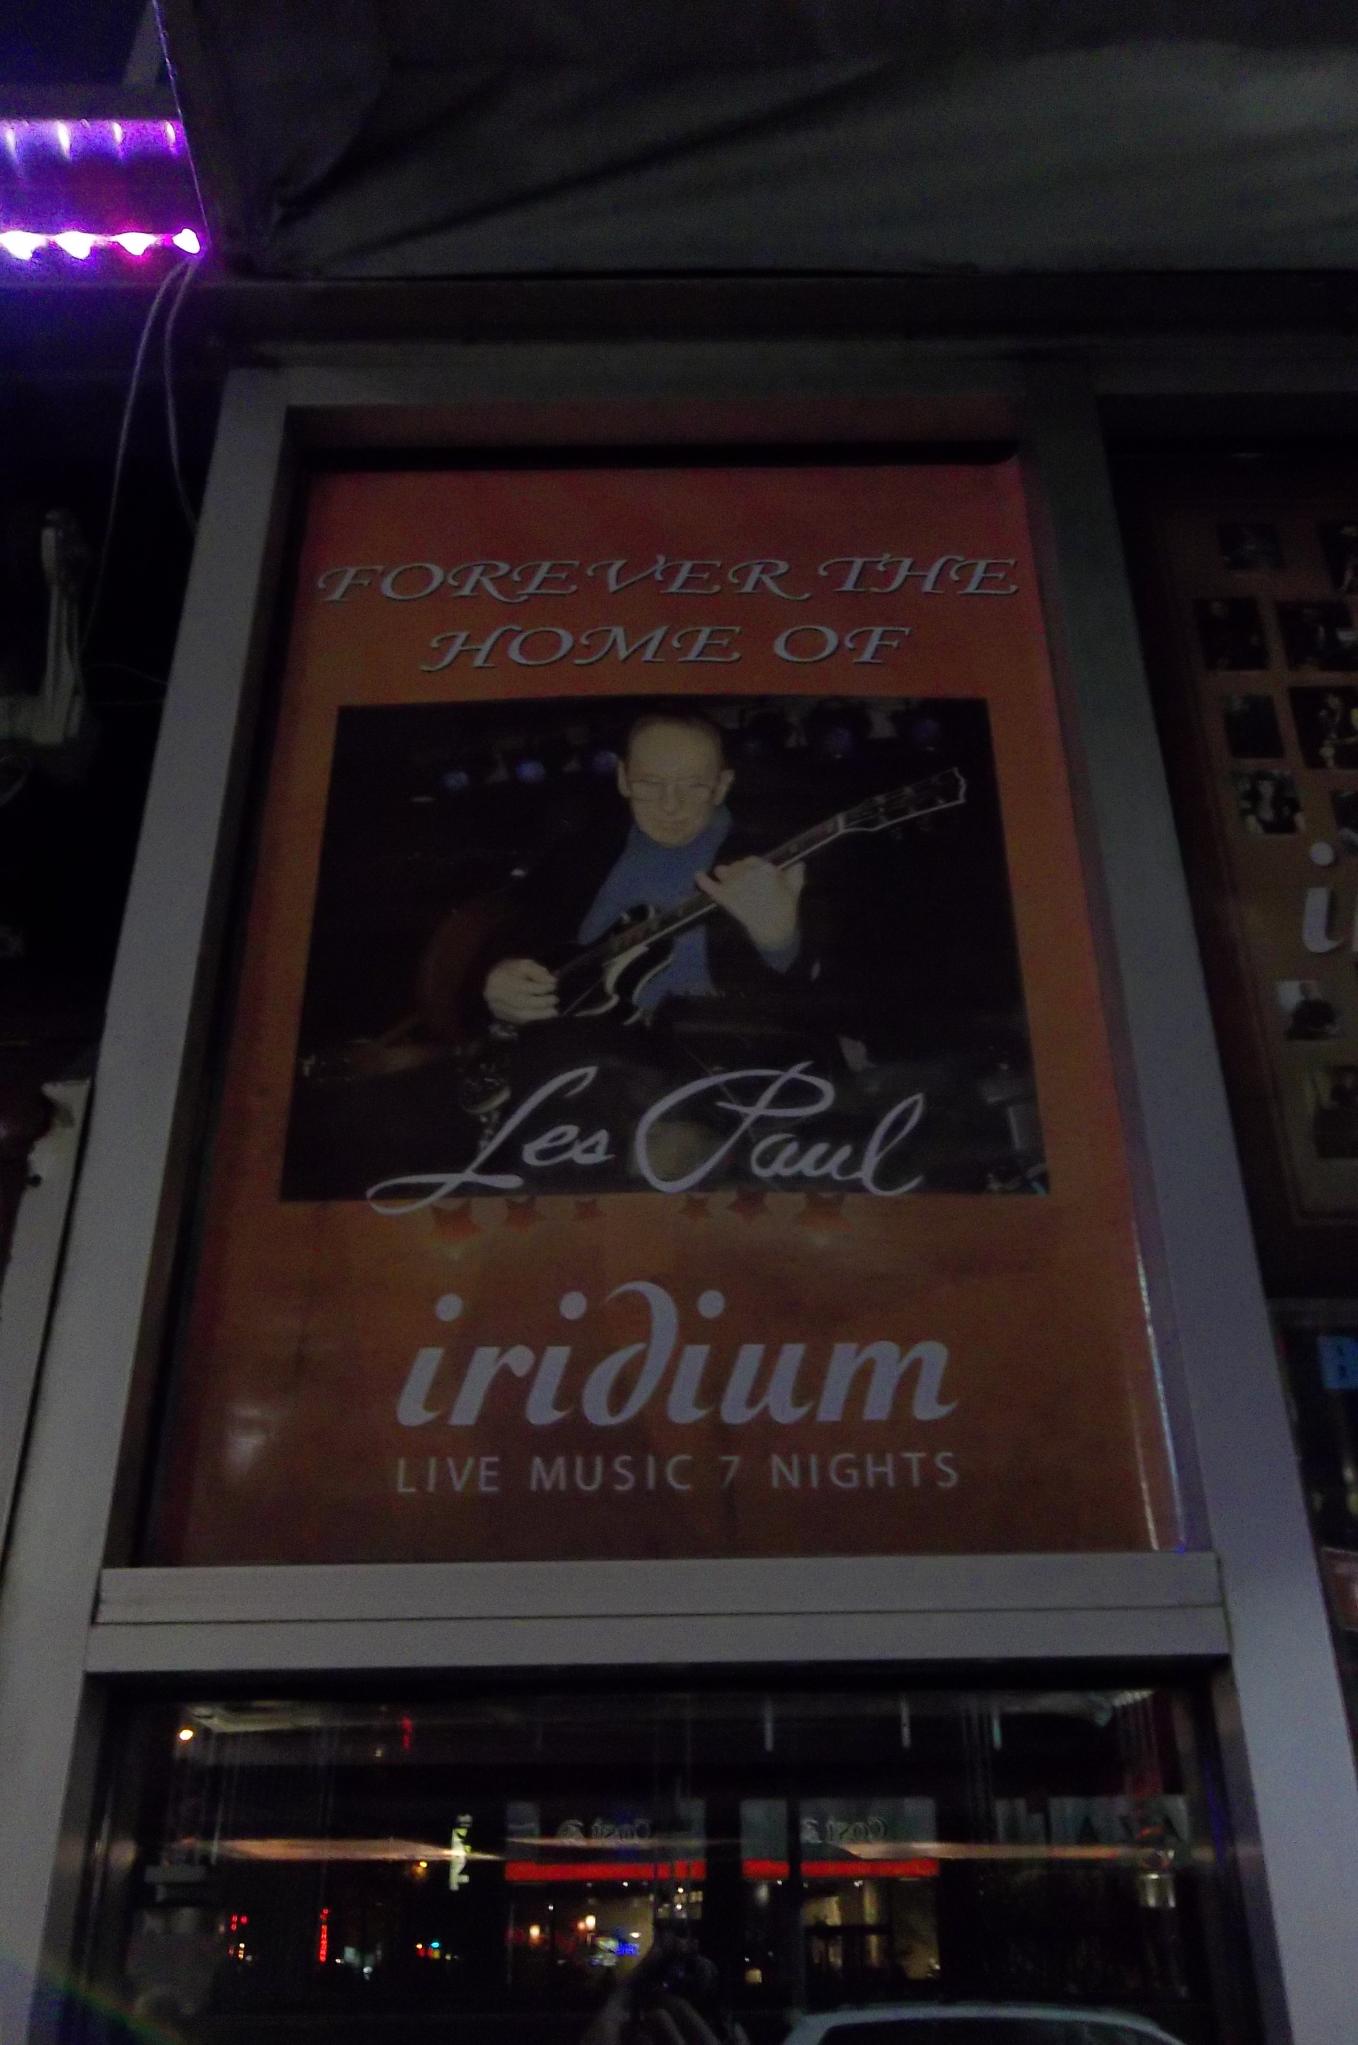 FOREVER THE
HOME OF
Les Paul
iridium
LIVE MUSIC 7 NIGHTS